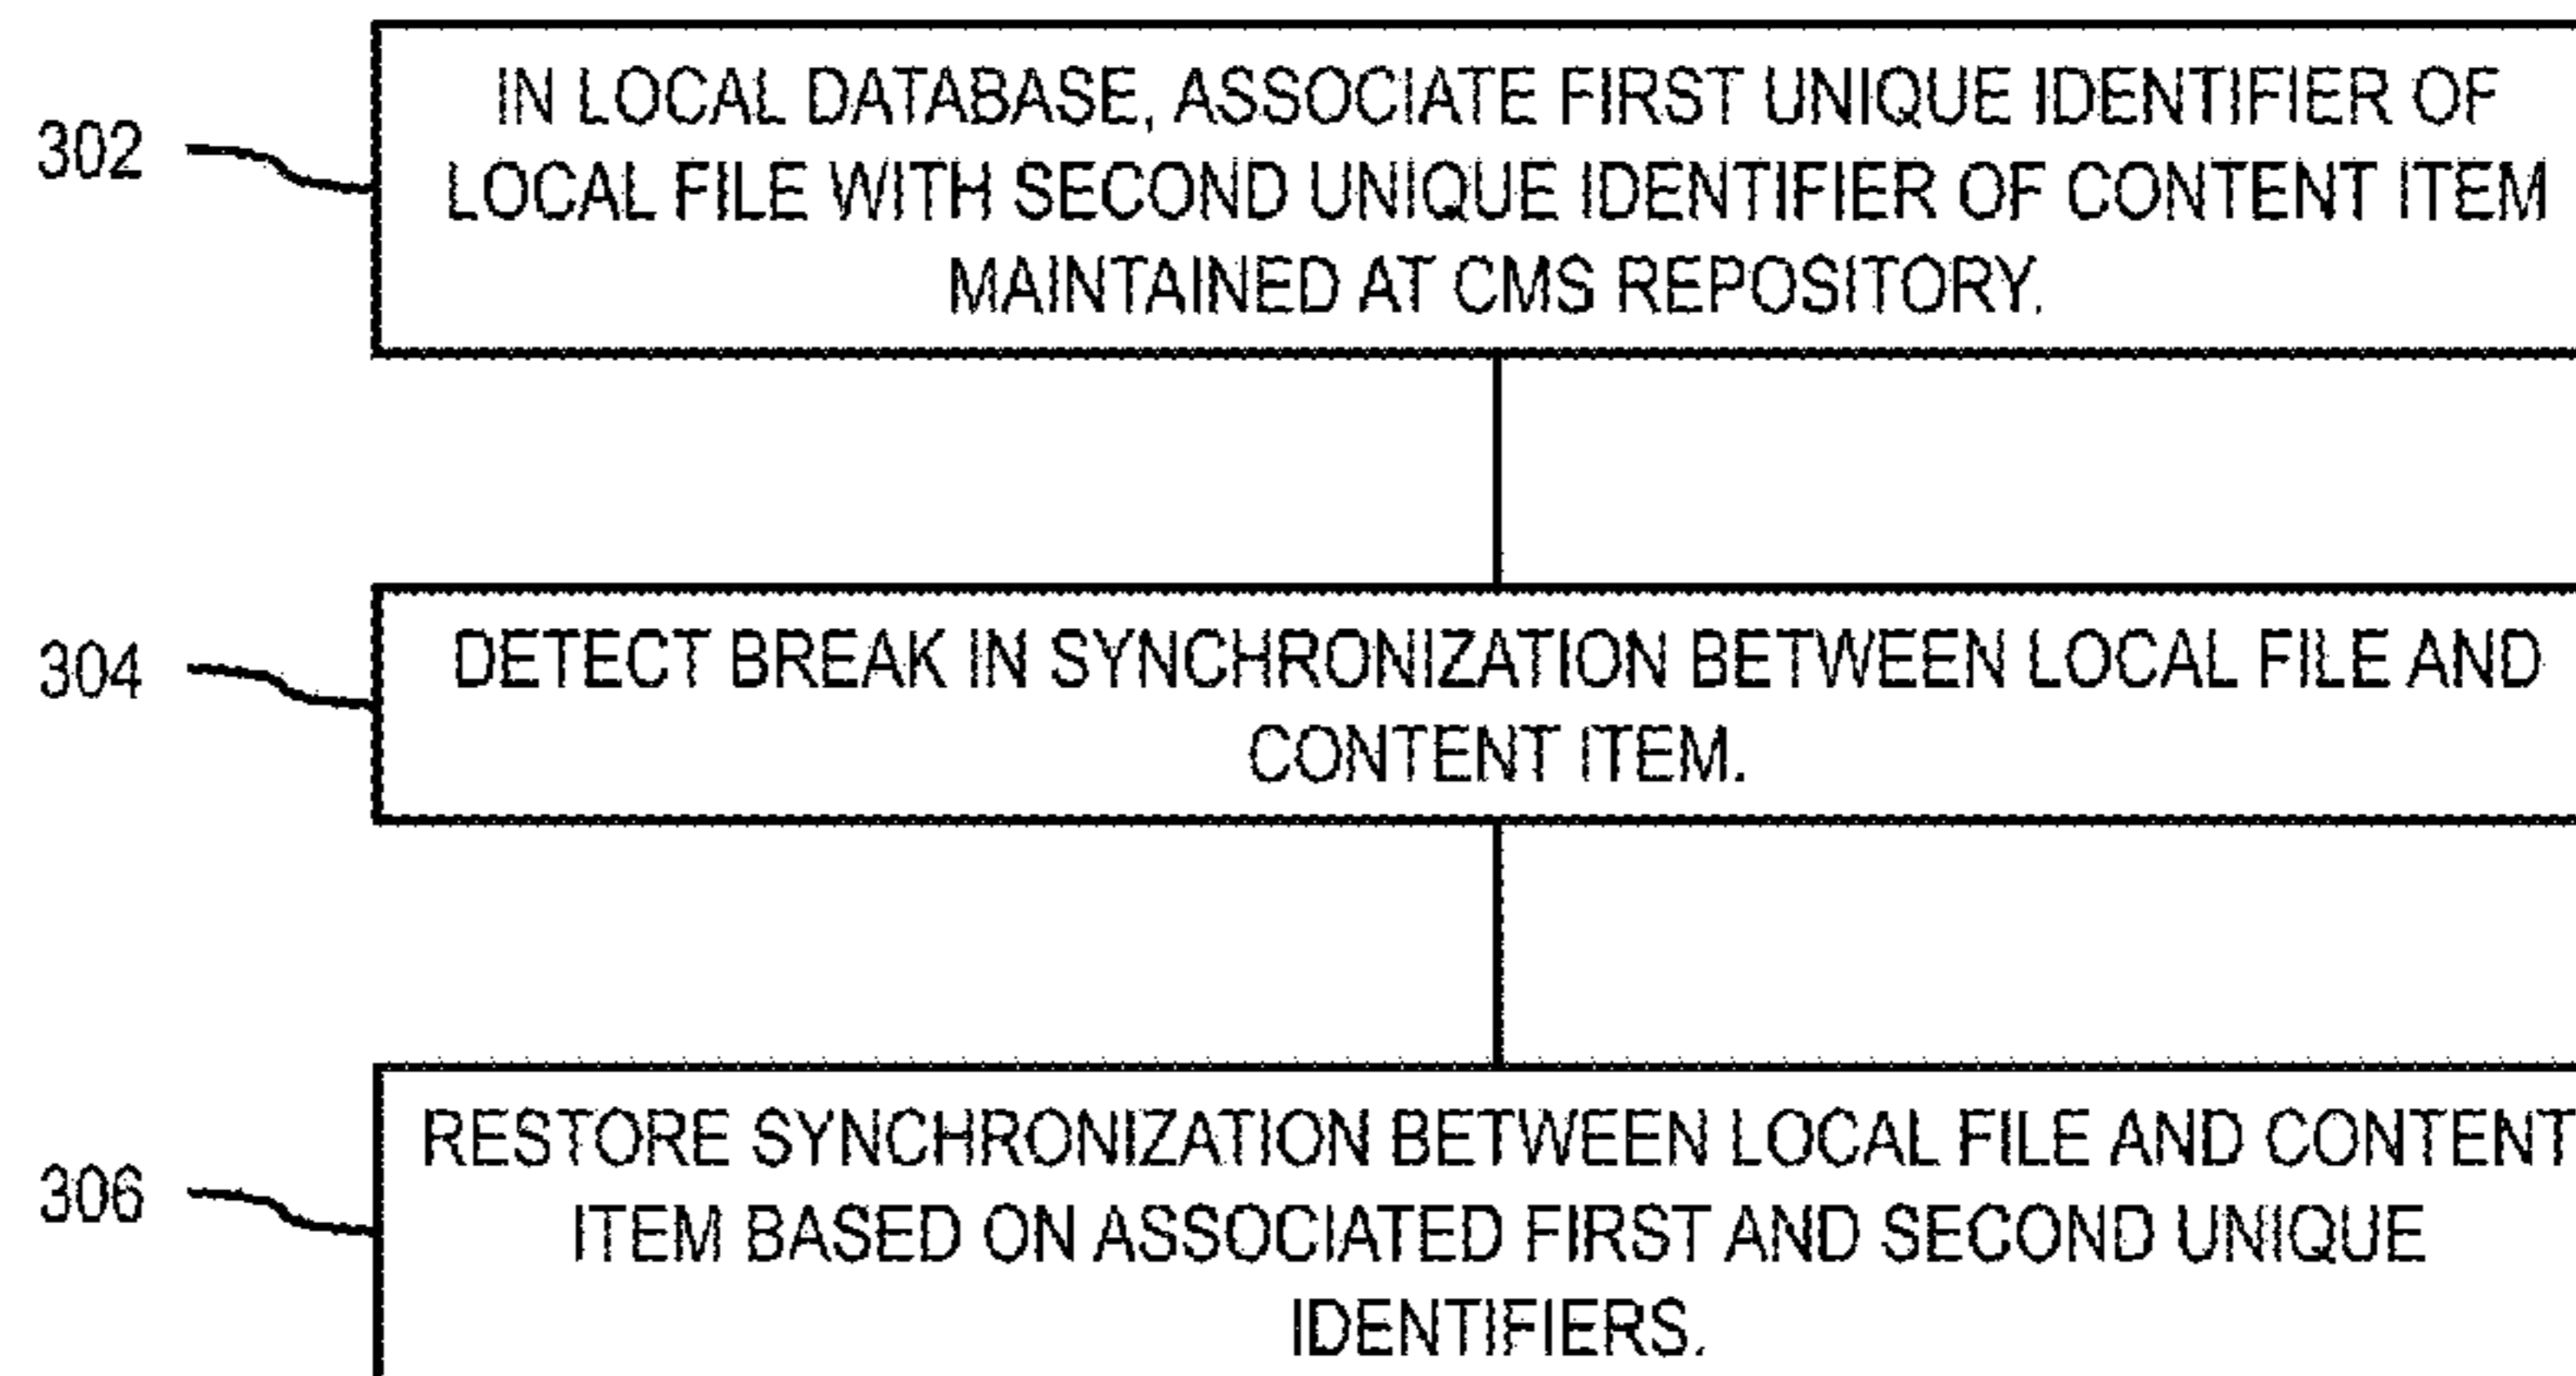 302
IN LOCAL DATABASE, ASSOCIATE FIRST UNIQUE IDENTIFIER OF
LOCAL FILE WITH SECOND UNIQUE IDENTIFIER OF CONTENT ITEM
MAINTAINED AT CMS REPOSITORY.
304
DETECT BREAK IN SYNCHRONIZATION BETWEEN LOCAL FILE AND
CONTENT ITEM.
306
RESTORE SYNCHRONIZATION BETWEEN LOCAL FILE AND CONTENT
ITEM BASED ON ASSOCIATED FIRST AND SECOND UNIQUE
IDENTIFIERS.